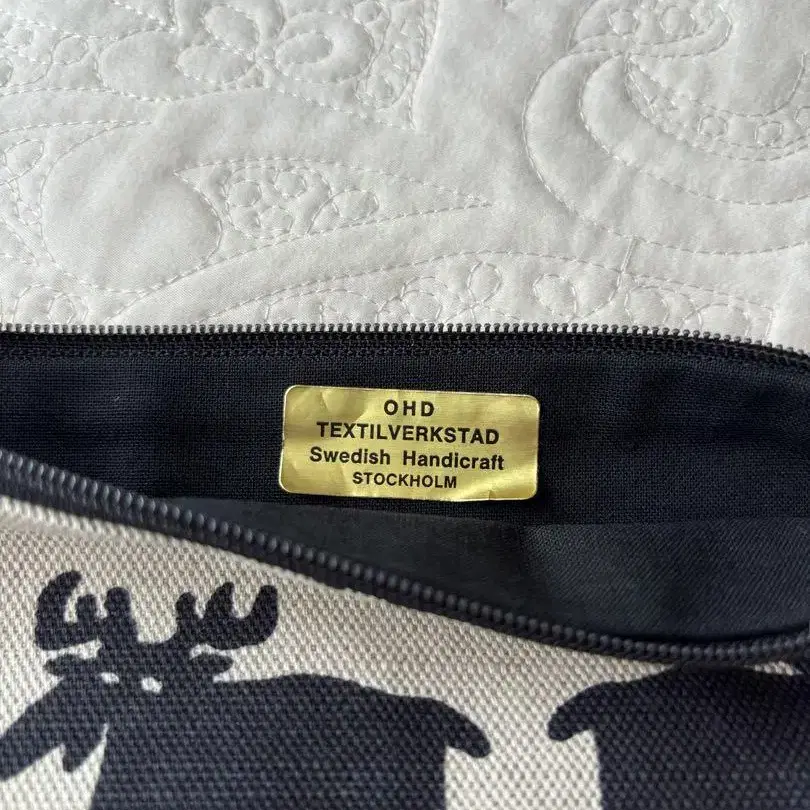 OHD
TEXTILVERKSTAD
Swedish Handicraft
STOCKHOLM